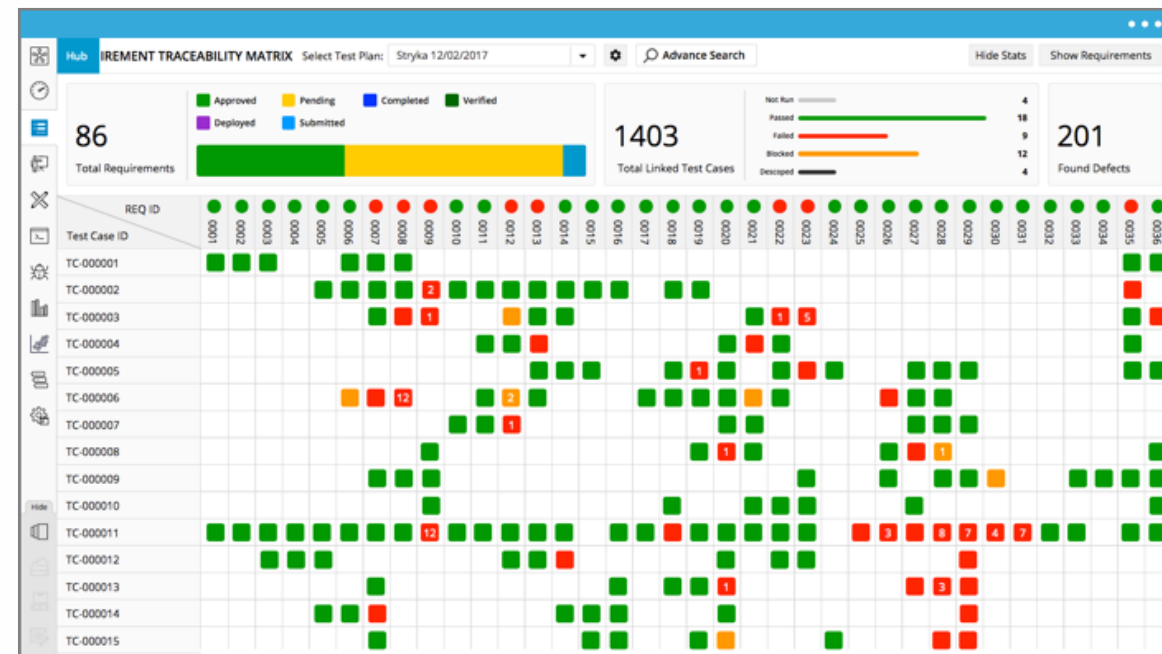 Hub IREMENT TRACEABILITY MATRIX Select Test Plan: Stryka 12/02/2017 Advance Search Hide Stats Show Requirements
Approved Pending Completed Verified
Deployed Submitted
86
Total Requirements
1403
Total Linked Test Cases
Not Run 4
Passed 18
Failed 9
Blocked 12
Descoped 4
201
Found Defects
REQ ID
Test Case ID
0001 0002 0003 0004 0005 0006 0007 0008 0009 0010 0011 0012 0013 0014 0015 0016 0017 0018 0019 0020 0021 0022 0023 0024 0025 0026 0027 0028 0029 0030 0031 0032 0033 0034 0035 0036
TC-000001
TC-000002 2
TC-000003 1 1 5
TC-000004
TC-000005 1
TC-000006 12 2
TC-000007 1
TC-000008 1 1
TC-000009
Hide
TC-000010
TC-000011 12 3 8 7 4 7
TC-000012
TC-000013 1 3
TC-000014
TC-000015